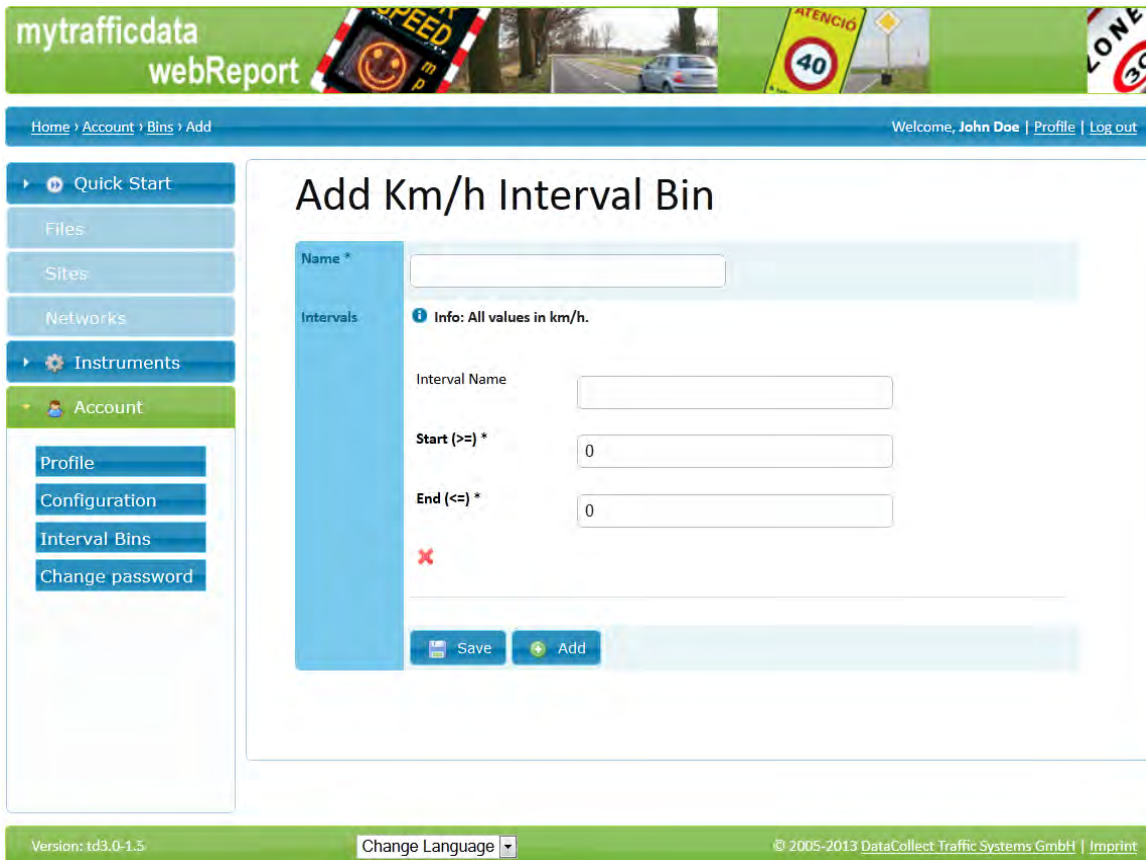 mytrafficdata
webReport
SPEED
mp
ATENCIÓ
40
ZONE
30
Home › Account › Bins › Add
Welcome, John Doe | Profile | Log out
Quick Start
Files
Sites
Networks
Instruments
Account
Profile
Configuration
Interval Bins
Change password
Add Km/h Interval Bin
Name *
Intervals
Info: All values in km/h.
Interval Name
Start (>=) *
0
End (<=) *
0
Save
Add
Version: td3.0-1.5
Change Language
© 2005-2013 DataCollect Traffic Systems GmbH | Imprint